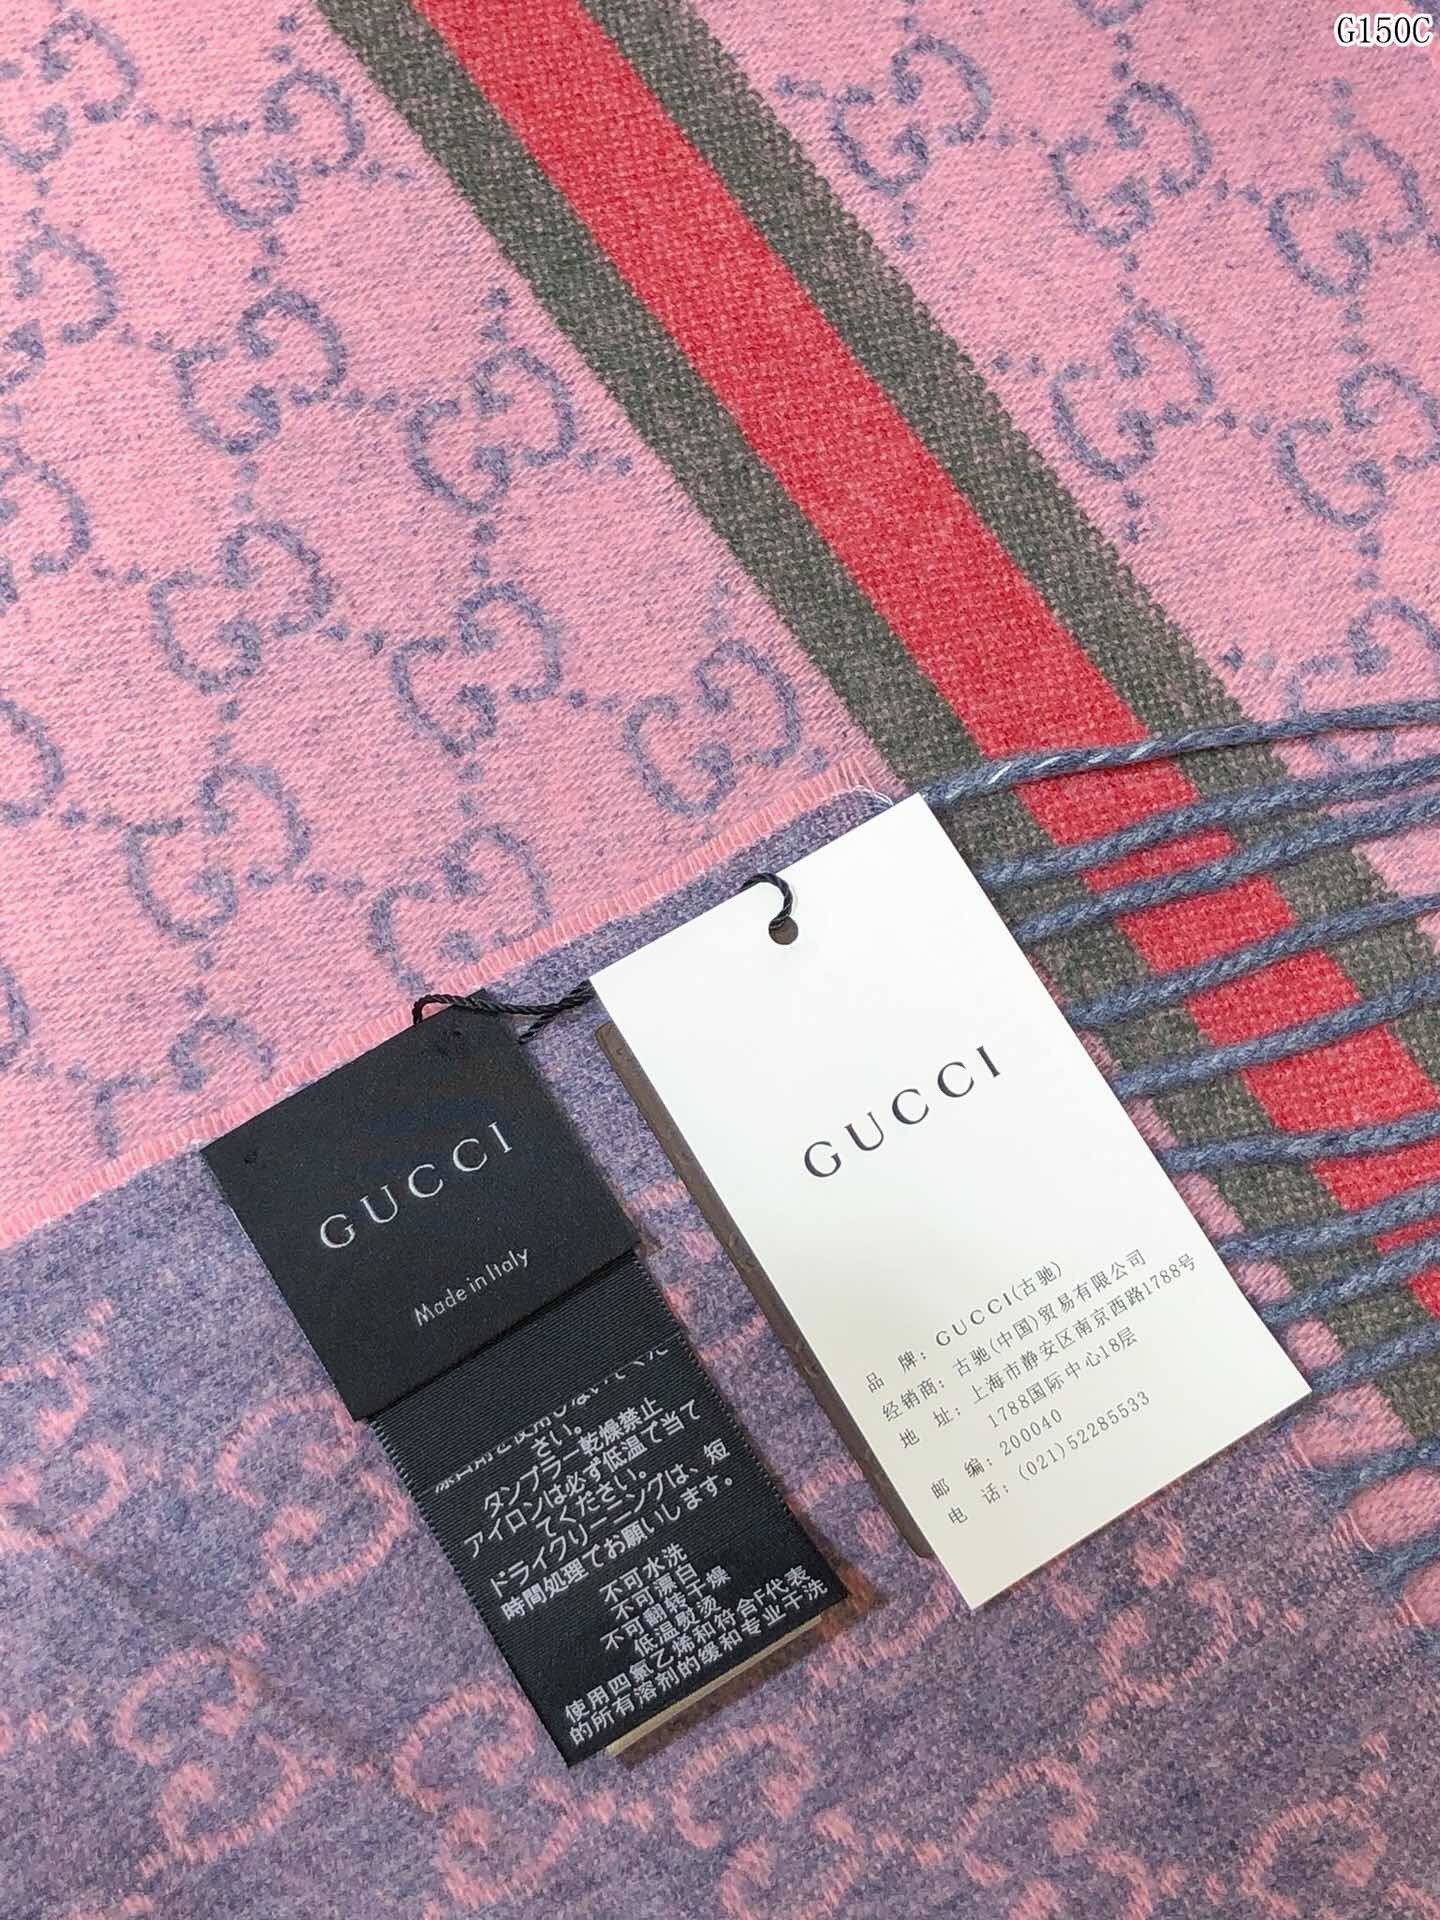 G150C
GUCCI
Made in Italy
さい。
タンブラー乾燥禁止
アイロンは必ず低温で当て
てください。
ドライクリーニングは、短
時間処理でお願いします。
不可水洗
不可漂白
不可翻转干燥
低温熨烫
使用四氯乙烯和符合F代表
的所有溶剂的缓和专业干洗
GUCCI
品 牌: GUCCI(古驰)
经销商: 古驰(中国)贸易有限公司
地 址: 上海市静安区南京西路1788号
1788国际中心18层
邮 编: 200040
电 话: (021)52285533